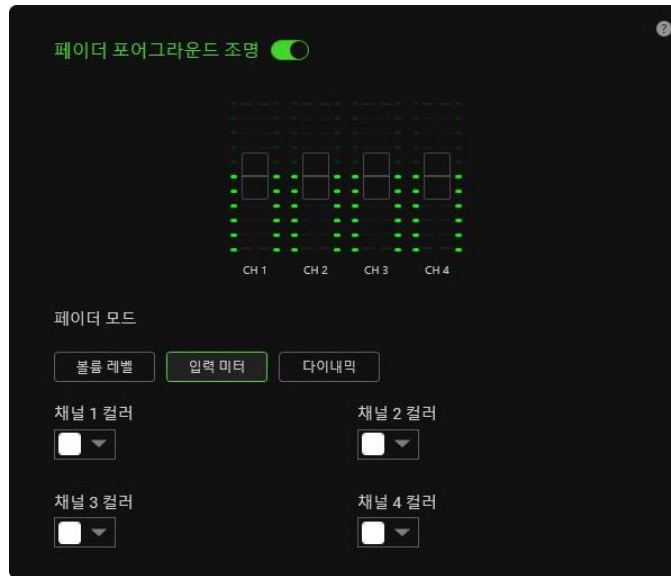 페이더 포어그라운드 조명
?
CH 1 CH 2 CH 3 CH 4
페이더 모드
볼륨 레벨 입력 미터 다이내믹
채널 1 컬러 채널 2 컬러
채널 3 컬러 채널 4 컬러